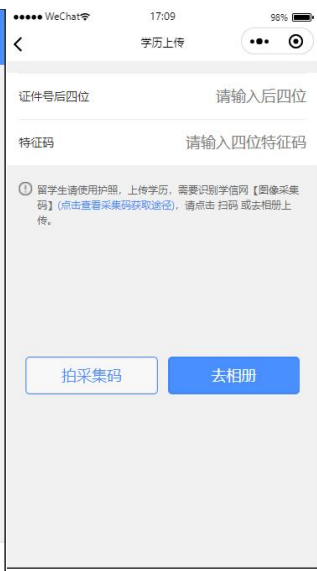 WeChat 17:09 98%
学历上传
证件号后四位 请输入后四位
特征码 请输入四位特征码
留学生请使用护照，上传学历，需要识别学信网【图像采集
码】(点击查看采集码获取途径)，请点击 扫码 或去相册上
传。
拍采集码 去相册